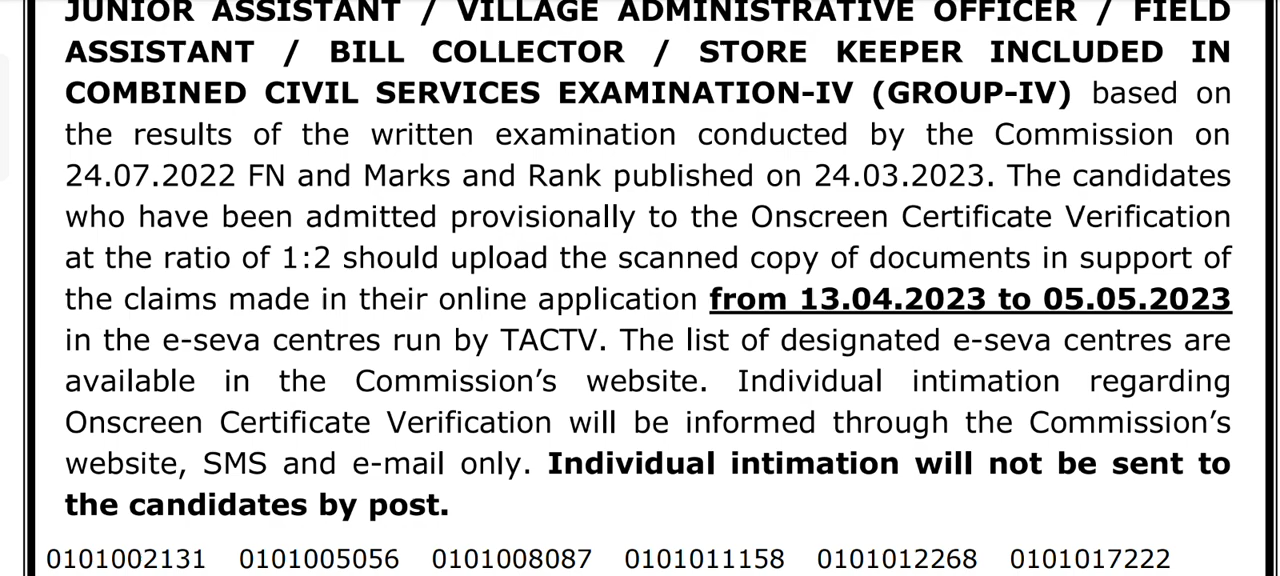 JUNIOR ASSISTANT / VILLAGE ADMINISTRATIVE OFFICER / FIELD
ASSISTANT / BILL COLLECTOR / STORE KEEPER INCLUDED IN
COMBINED CIVIL SERVICES EXAMINATION-IV (GROUP-IV) based on
the results of the written examination conducted by the Commission on
24.07.2022 FN and Marks and Rank published on 24.03.2023. The candidates
who have been admitted provisionally to the Onscreen Certificate Verification
at the ratio of 1:2 should upload the scanned copy of documents in support of
the claims made in their online application from 13.04.2023 to 05.05.2023
in the e-seva centres run by TACTV. The list of designated e-seva centres are
available in the Commission’s website. Individual intimation regarding
Onscreen Certificate Verification will be informed through the Commission’s
website, SMS and e-mail only. Individual intimation will not be sent to
the candidates by post.
0101002131 0101005056 0101008087 0101011158 0101012268 0101017222